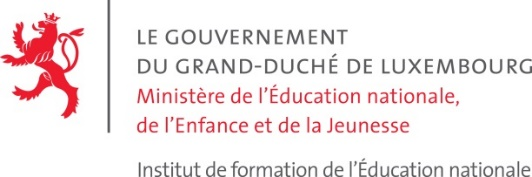 LE GOUVERNEMENT
DU GRAND-DUCHÉ DE LUXEMBOURG
Ministère de l'Éducation nationale,
de l'Enfance et de la Jeunesse
Institut de formation de l'Éducation nationale